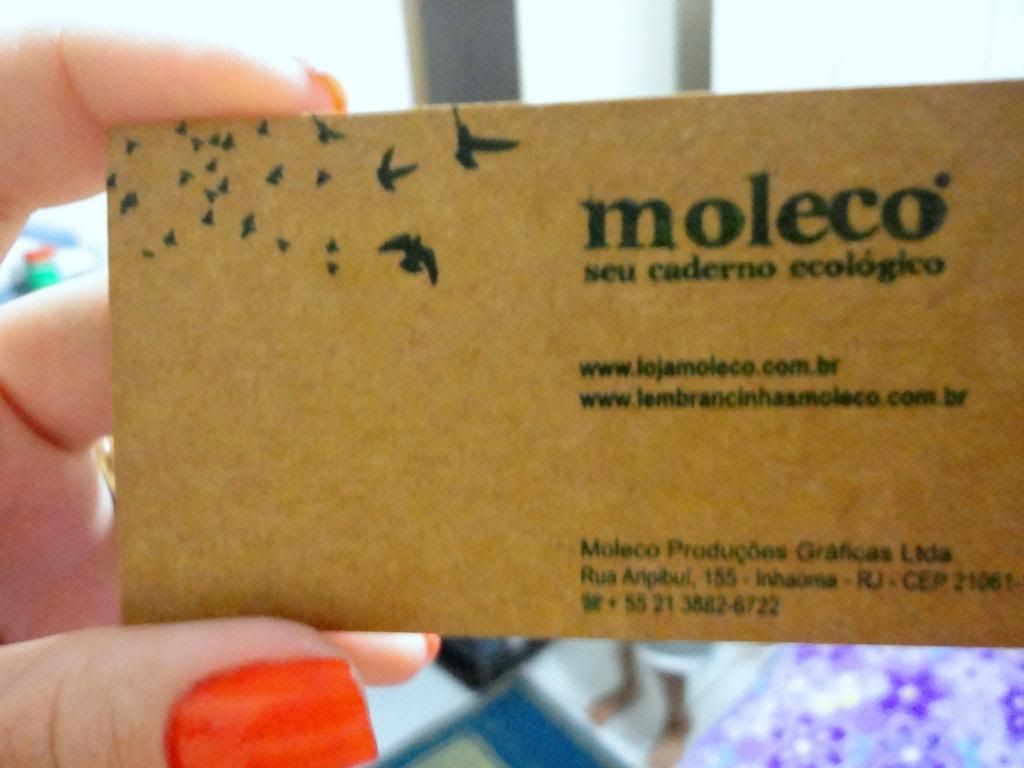 moleco
seu caderno ecológico
www.lojamoleco.com.br
www.lembrancinhasmoleco.com.br
Moleco Produções Gráficas Ltda
Rua Aripibuí, 155 - Inhaúma - RJ - CEP 21061-
☎ + 55 21 3882-6722